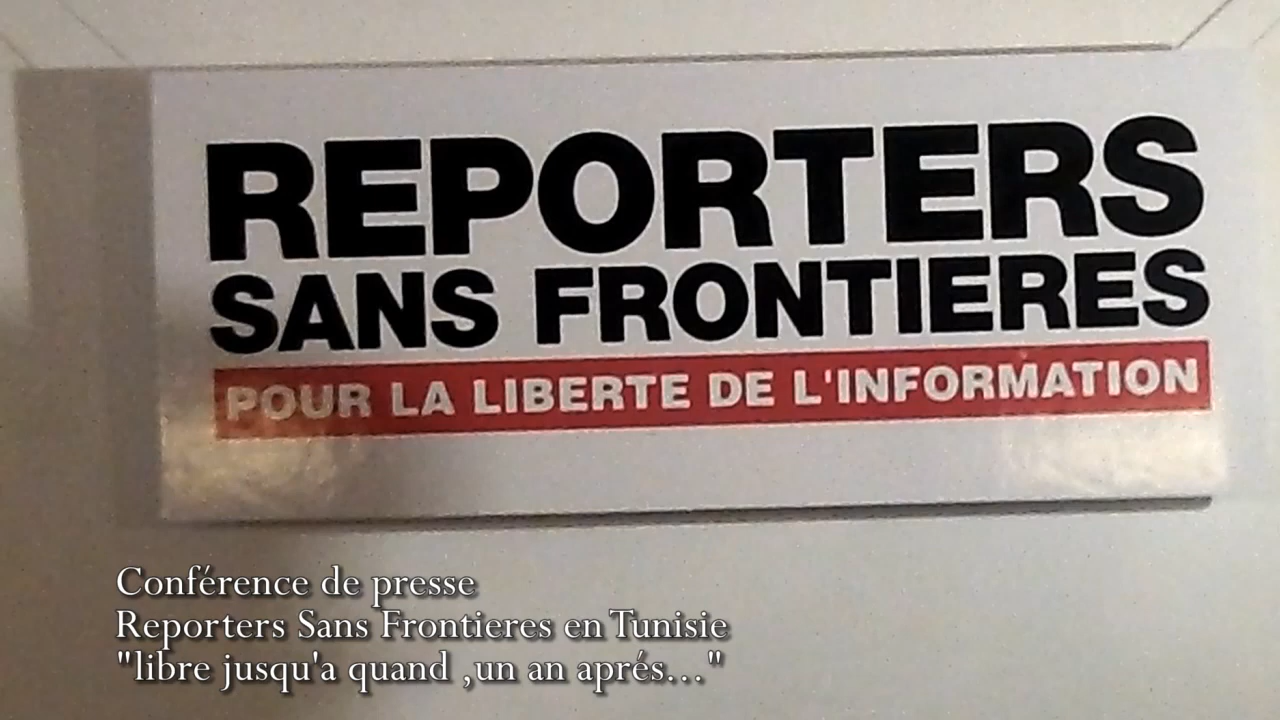 REPORTERS
SANS FRONTIERES
POUR LA LIBERTE DE L'INFORMATION
Conférence de presse
Reporters Sans Frontieres en Tunisie
"libre jusqu'a quand ,un an aprés..."